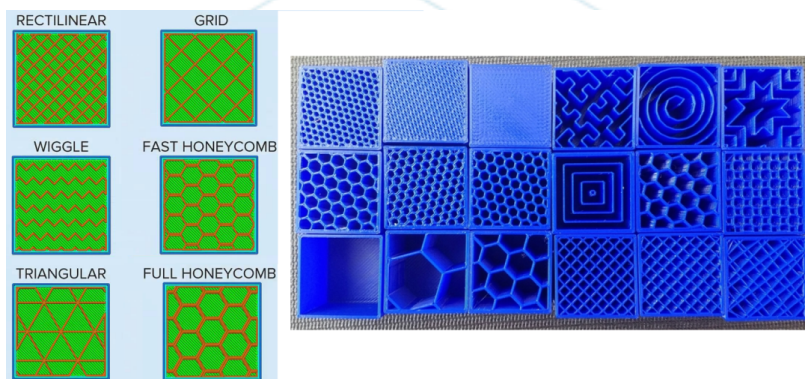 RECTILINEAR
GRID
WIGGLE
FAST HONEYCOMB
TRIANGULAR
FULL HONEYCOMB